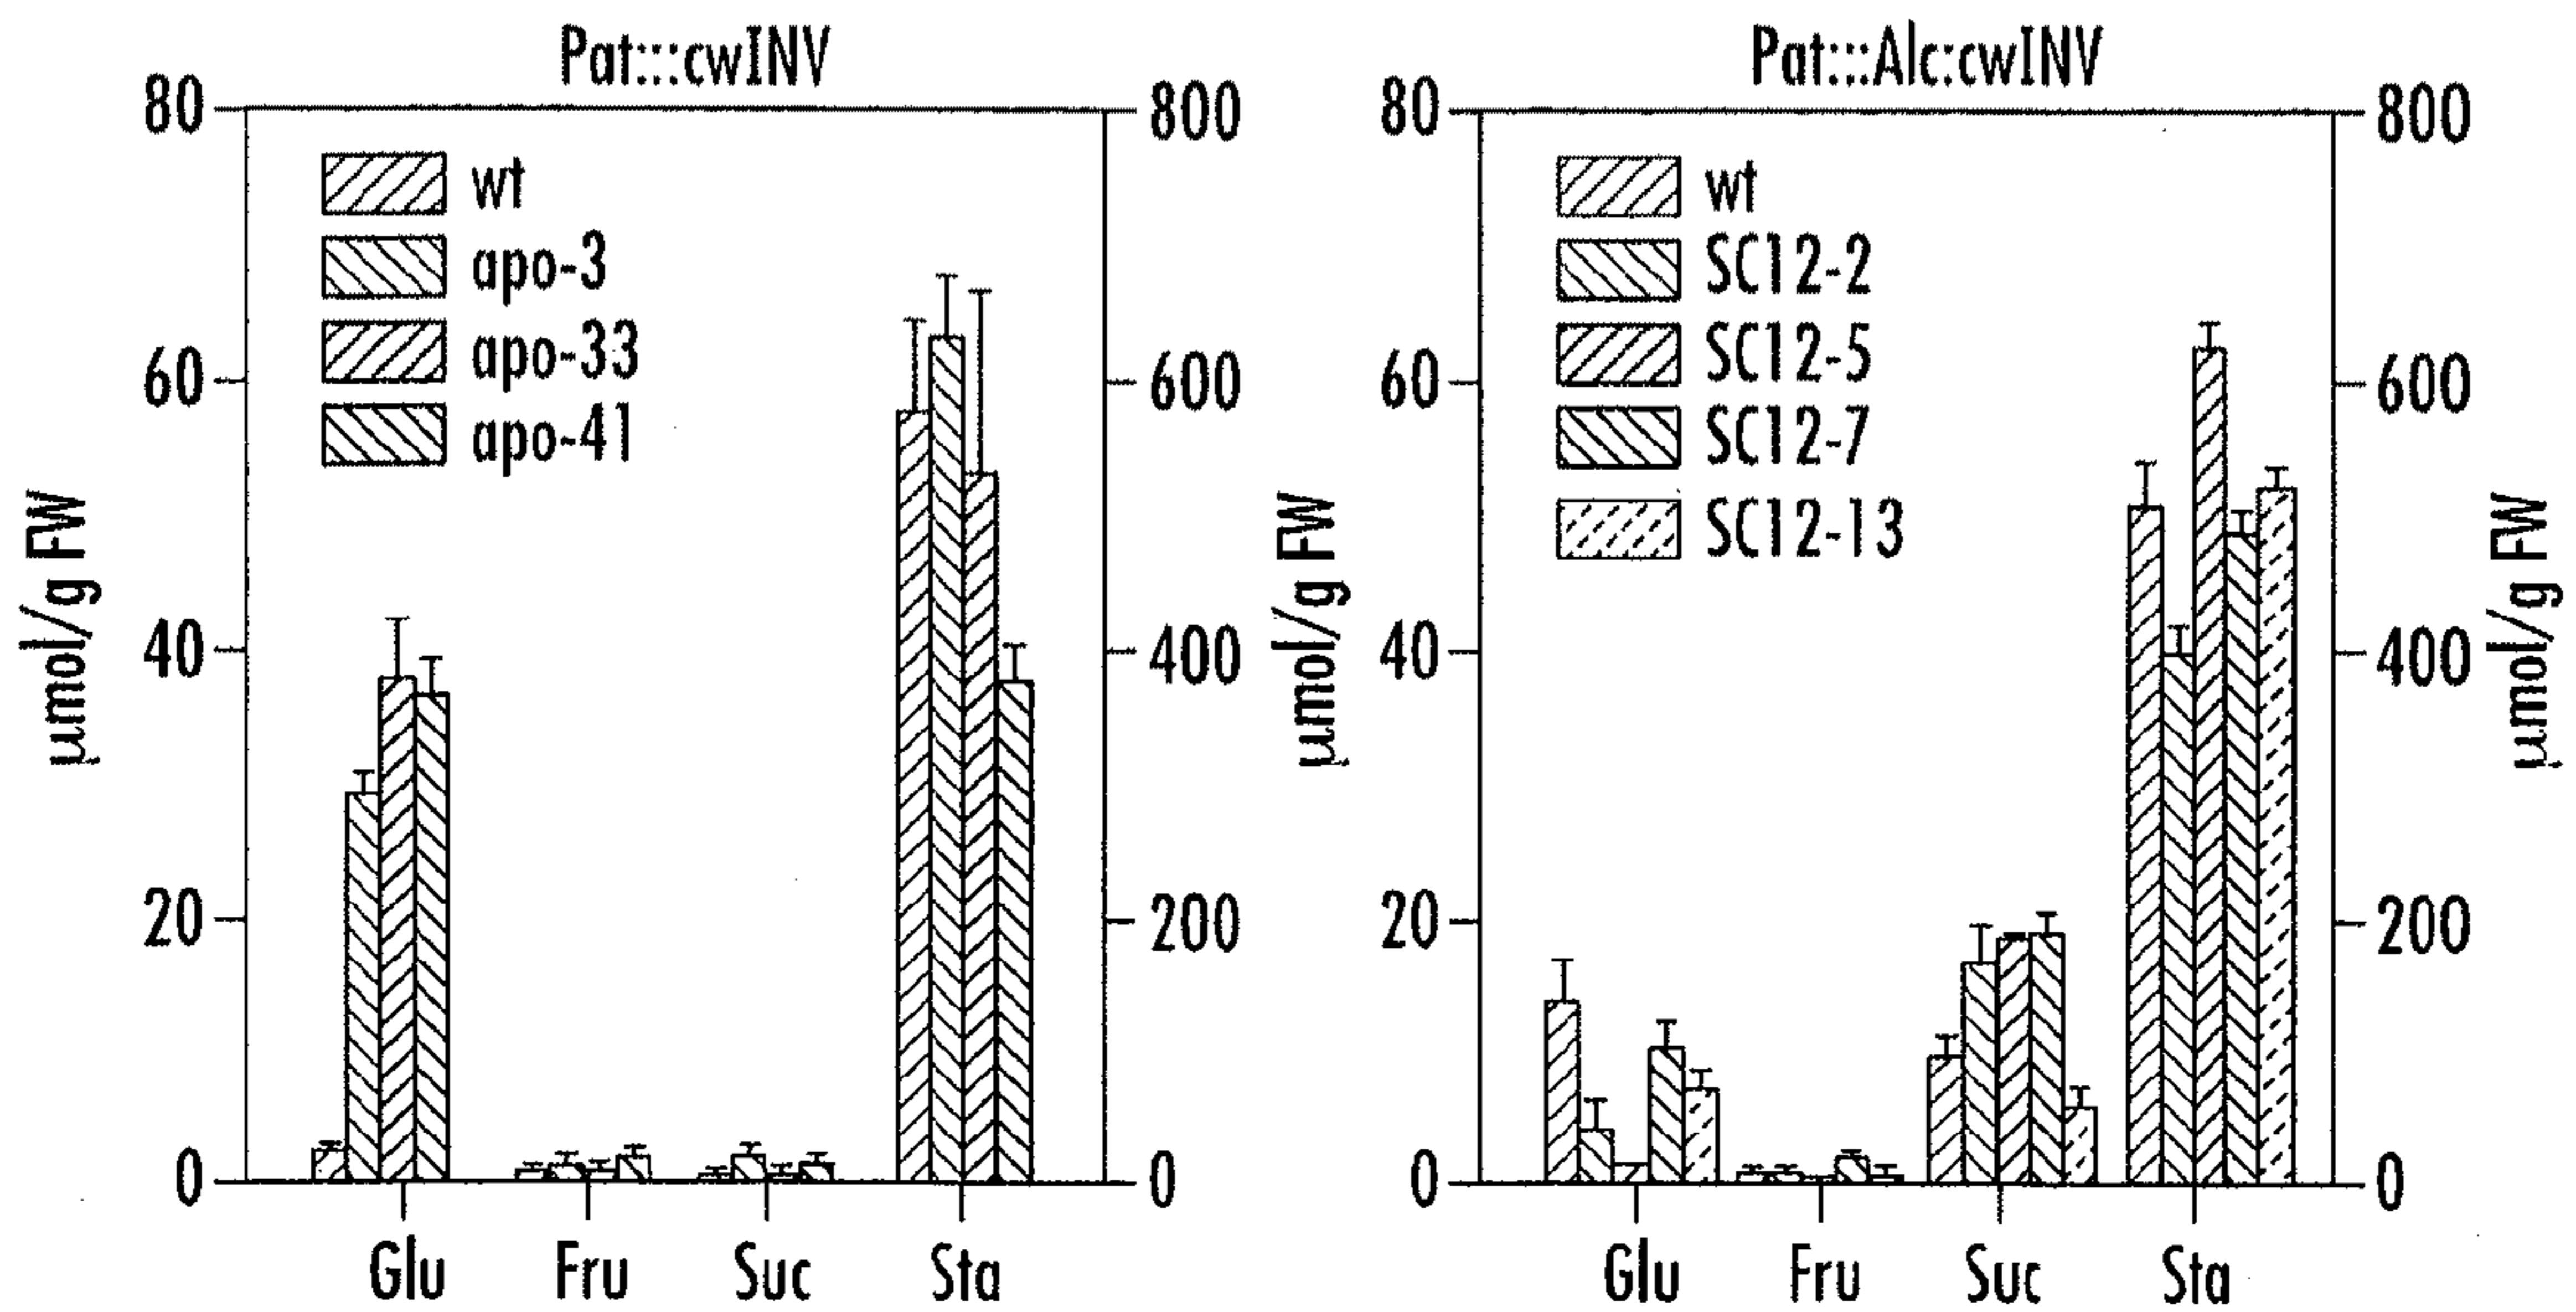 Pat:::cwINV
80
60
40
20
0
800
600
400
200
0
µmol/g FW
µmol/g FW
wt
apo-3
apo-33
apo-41
Glu Fru Suc Sta
Pat:::Alc:cwINV
80
60
40
20
0
800
600
400
200
0
µmol/g FW
wt
SC12-2
SC12-5
SC12-7
SC12-13
Glu Fru Suc Sta